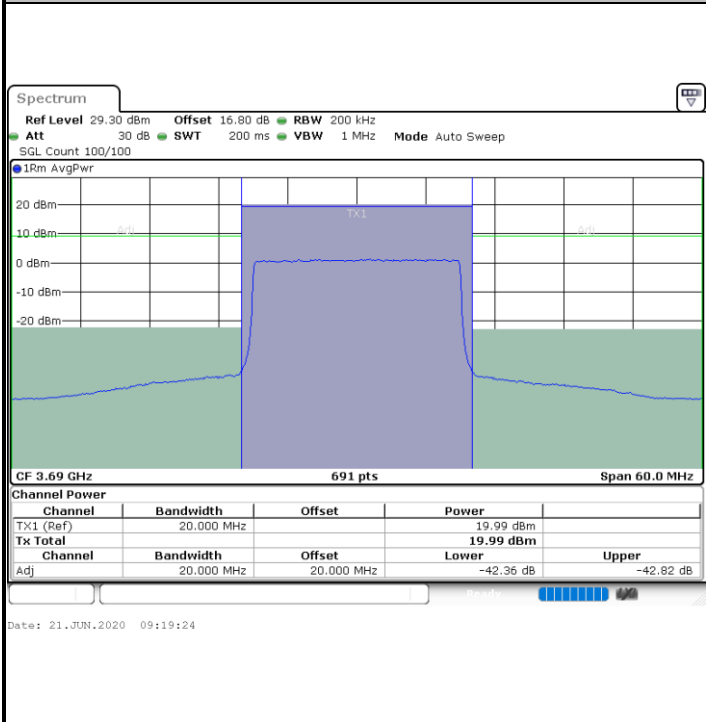 Spectrum
Ref Level 29.30 dBm Offset 16.80 dB RBW 200 kHz
Att 30 dB SWT 200 ms VBW 1 MHz Mode Auto Sweep
SGL Count 100/100
1Rm AvgPwr
20 dBm
TX1
10 dBm Adj Adj
0 dBm
-10 dBm
-20 dBm
CF 3.69 GHz 691 pts Span 60.0 MHz
Channel Power
Channel Bandwidth Offset Power
TX1 (Ref) 20.000 MHz 19.99 dBm
Tx Total 19.99 dBm
Channel Bandwidth Offset Lower Upper
Adj 20.000 MHz 20.000 MHz -42.36 dB -42.82 dB
Ready
Date: 21.JUN.2020 09:19:24